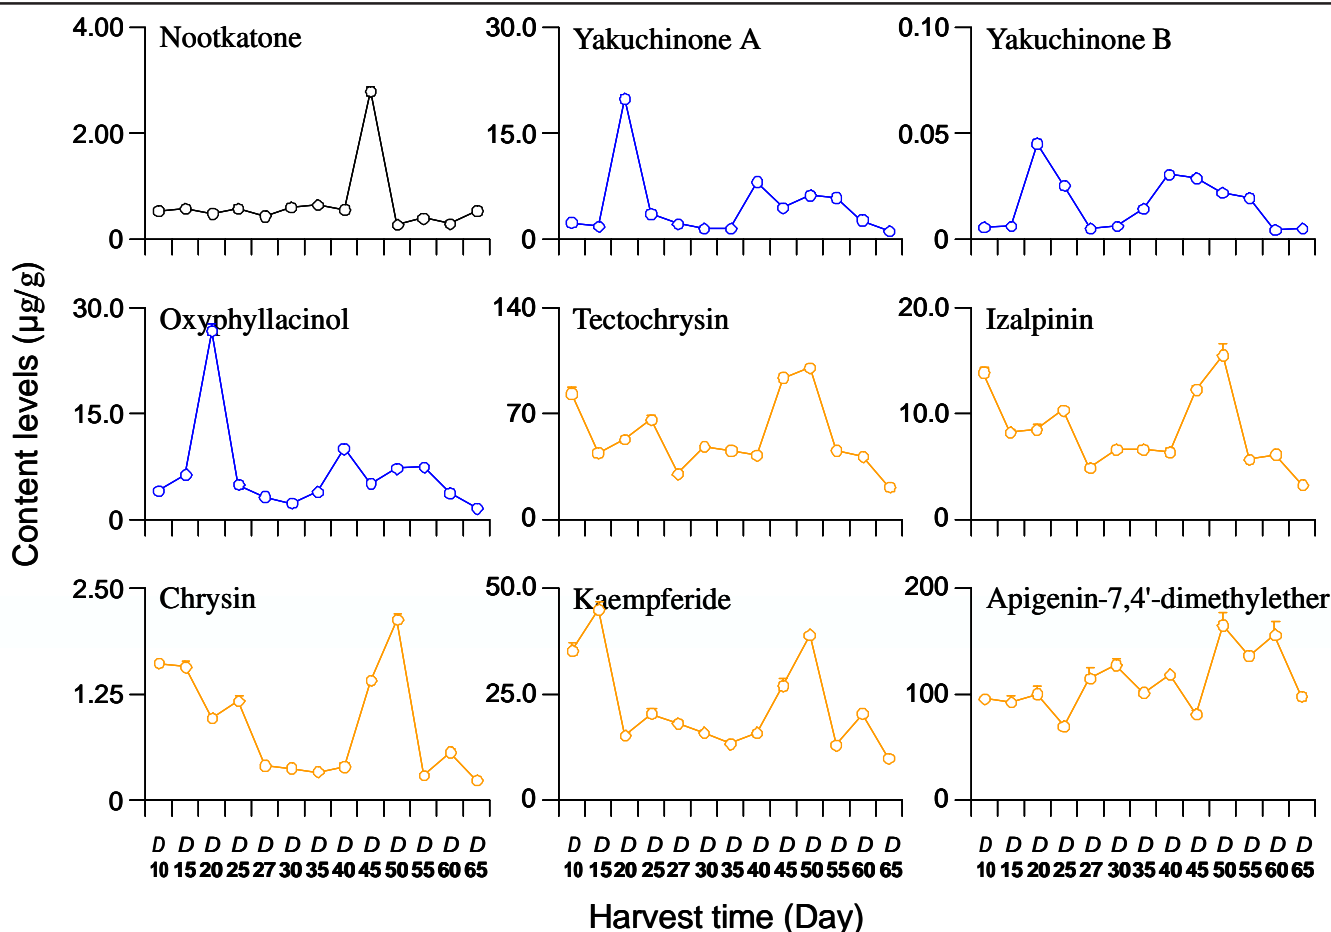 4.00
Nootkatone
2.00
0
30.0
Yakuchinone A
15.0
0
0.10
Yakuchinone B
0.05
0
Content levels (µg/g)
30.0
Oxyphyllacinol
15.0
0
140
Tectochrysin
70
0
20.0
Izalpinin
10.0
0
2.50
Chrysin
1.25
0
50.0
Kaempferide
25.0
0
200
Apigenin-7,4'-dimethylether
100
0
D D D D D D D D D D D D D
10 15 20 25 27 30 35 40 45 50 55 60 65
D D D D D D D D D D D D D
10 15 20 25 27 30 35 40 45 50 55 60 65
D D D D D D D D D D D D D
10 15 20 25 27 30 35 40 45 50 55 60 65
Harvest time (Day)